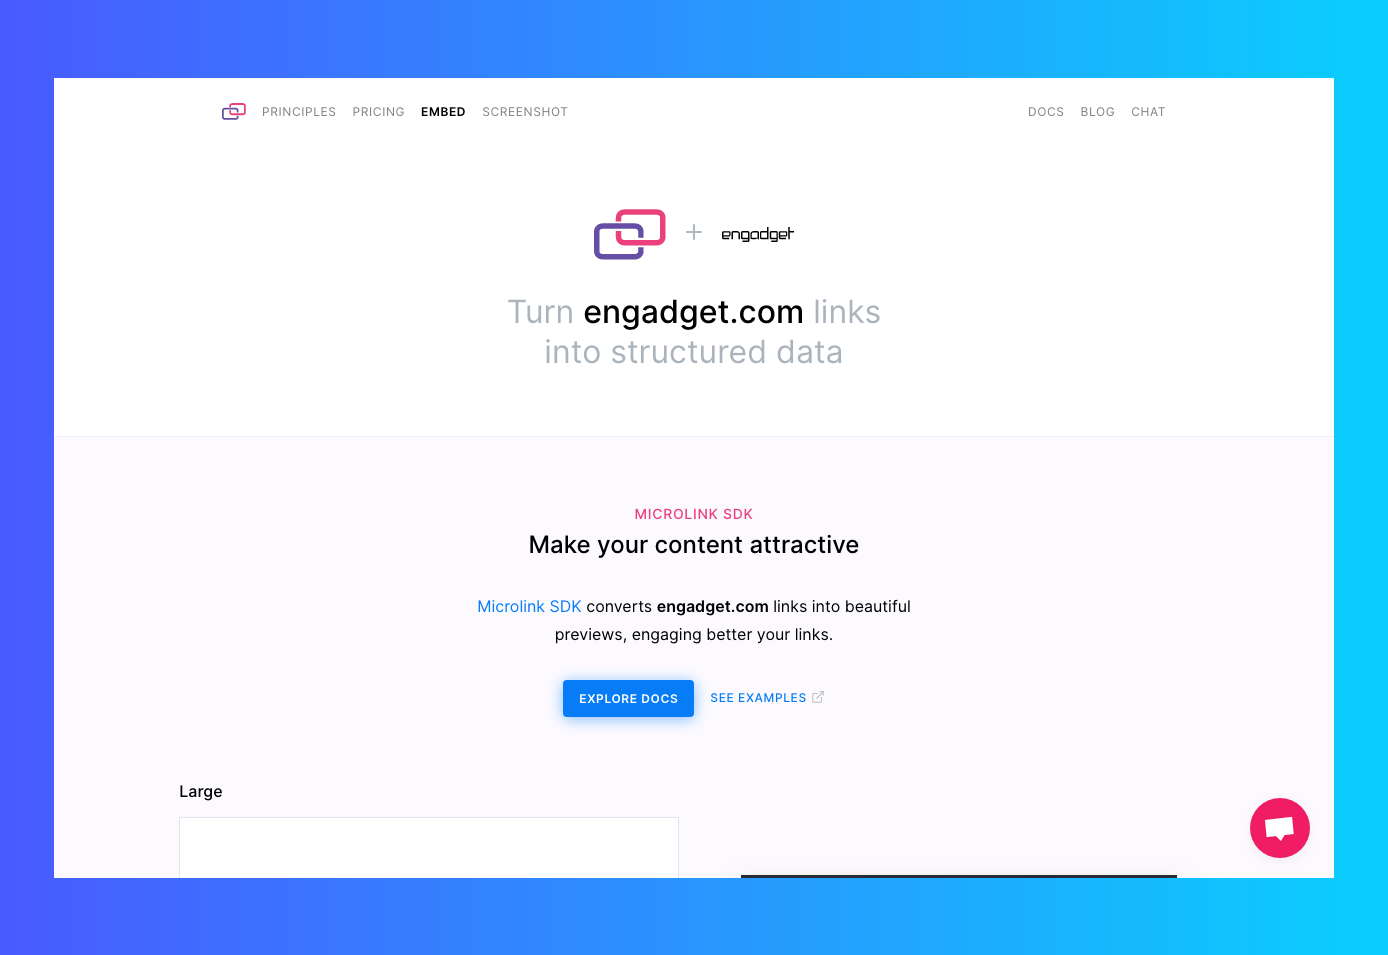 PRINCIPLES PRICING EMBED SCREENSHOT DOCS BLOG CHAT
engadget
Turn engadget.com links
into structured data
MICROLINK SDK
Make your content attractive
Microlink SDK converts engadget.com links into beautiful
previews, engaging better your links.
EXPLORE DOCS SEE EXAMPLES
Large